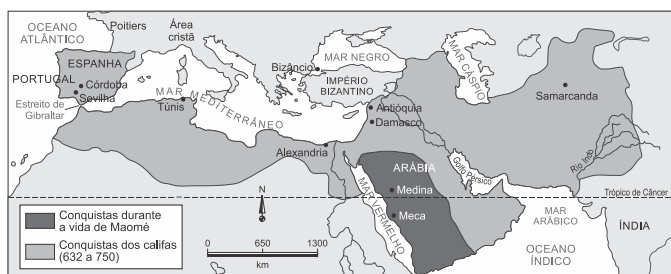 OCEANO
ATLÂNTICO
Poitiers
Área
cristã
MAR NEGRO
MAR CÁSPIO
ESPANHA
Bizâncio
IMPÉRIO
BIZANTINO
PORTUGAL
Córdoba
Sevilha
Estreito de
Gibraltar
MAR MEDITERRÂNEO
Túnis
Antióquia
Damasco
Samarcanda
Alexandria
ARÁBIA
Golfo Pérsico
Rio Indo
Medina
Trópico de Câncer
MAR VERMELHO
Meca
MAR
ARÁBICO
ÍNDIA
OCEANO
ÍNDICO
N
0 650 1300
km
Conquistas durante
a vida de Maomé
Conquistas dos califas
(632 a 750)